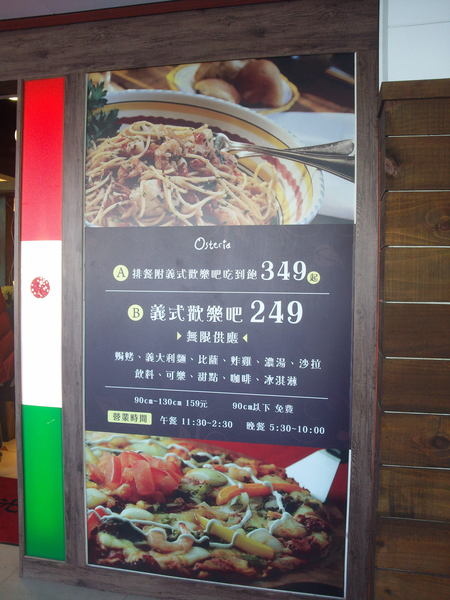 Osteria
A 排餐附義式歡樂吧吃到飽 349起
B 義式歡樂吧 249
無限供應
焗烤、義大利麵、比薩、炸雞、濃湯、沙拉
飲料、可樂、甜點、咖啡、冰淇淋
90cm~130cm 159元 90cm以下 免費
營業時間 午餐 11:30~2:30 晚餐 5:30~10:00